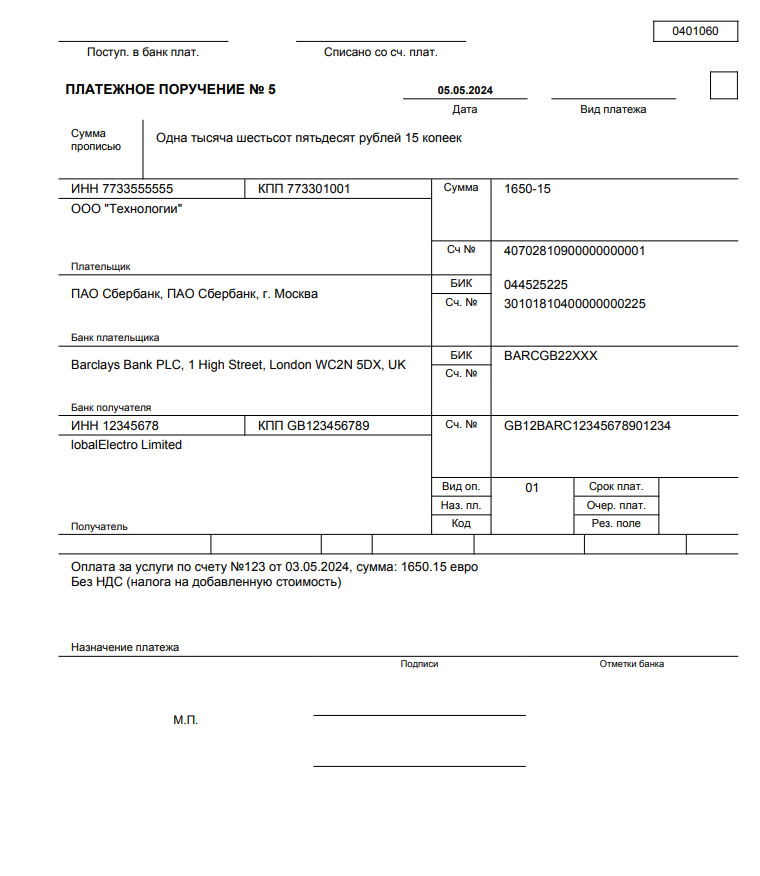 0401060
Поступ. в банк плат.
Списано со сч. плат.
ПЛАТЕЖНОЕ ПОРУЧЕНИЕ № 5
05.05.2024
Дата
Вид платежа
Сумма прописью
Одна тысяча шестьсот пятьдесят рублей 15 копеек
ИНН 7733555555
КПП 773301001
Сумма
1650-15
ООО "Технологии"
Сч №
40702810900000000001
Плательщик
ПАО Сбербанк, ПАО Сбербанк, г. Москва
БИК
044525225
Сч. №
30101810400000000225
Банк плательщика
Barclays Bank PLC, 1 High Street, London WC2N 5DX, UK
БИК
BARCGB22XXX
Сч. №
Банк получателя
ИНН 12345678
КПП GB123456789
Сч. №
GB12BARC12345678901234
lobalElectro Limited
Вид оп.
01
Срок плат.
Наз. пл.
Очер. плат.
Получатель
Код
Рез. поле
Оплата за услуги по счету №123 от 03.05.2024, сумма: 1650.15 евро
Без НДС (налога на добавленную стоимость)
Назначение платежа
Подписи
Отметки банка
М.П.